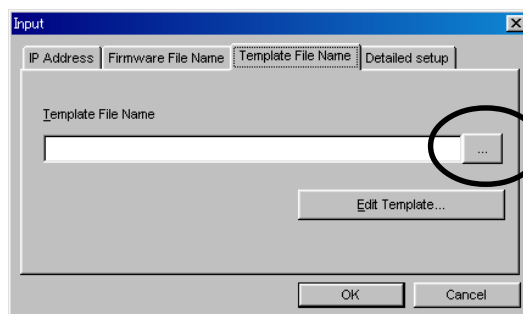 Input
IP Address Firmware File Name Template File Name Detailed setup
Template File Name
...
Edit Template...
OK Cancel